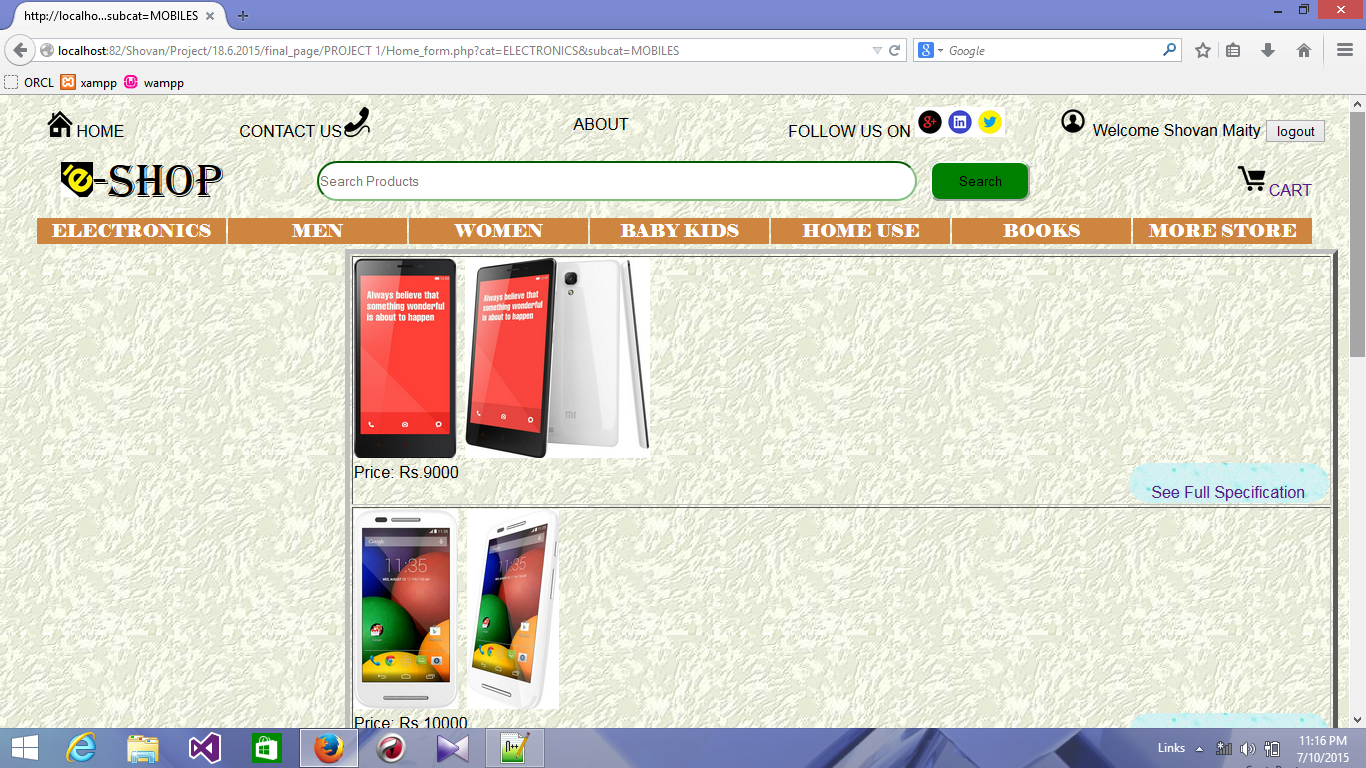 http://localho...subcat=MOBILES
localhost:82/Shovan/Project/18.6.2015/final_page/PROJECT 1/Home_form.php?cat=ELECTRONICS&subcat=MOBILES
Google
ORCL xampp wampp
HOME CONTACT US ABOUT FOLLOW US ON Welcome Shovan Maity logout
e-SHOP Search Products Search CART
ELECTRONICS MEN WOMEN BABY KIDS HOME USE BOOKS MORE STORE
Always believe that
something wonderful
is about to happen
Always believe that
something wonderful
is about to happen
mi
Price: Rs.9000
See Full Specification
Google
11:35
11:35
Price: Rs.10000
Links 11:16 PM
7/10/2015